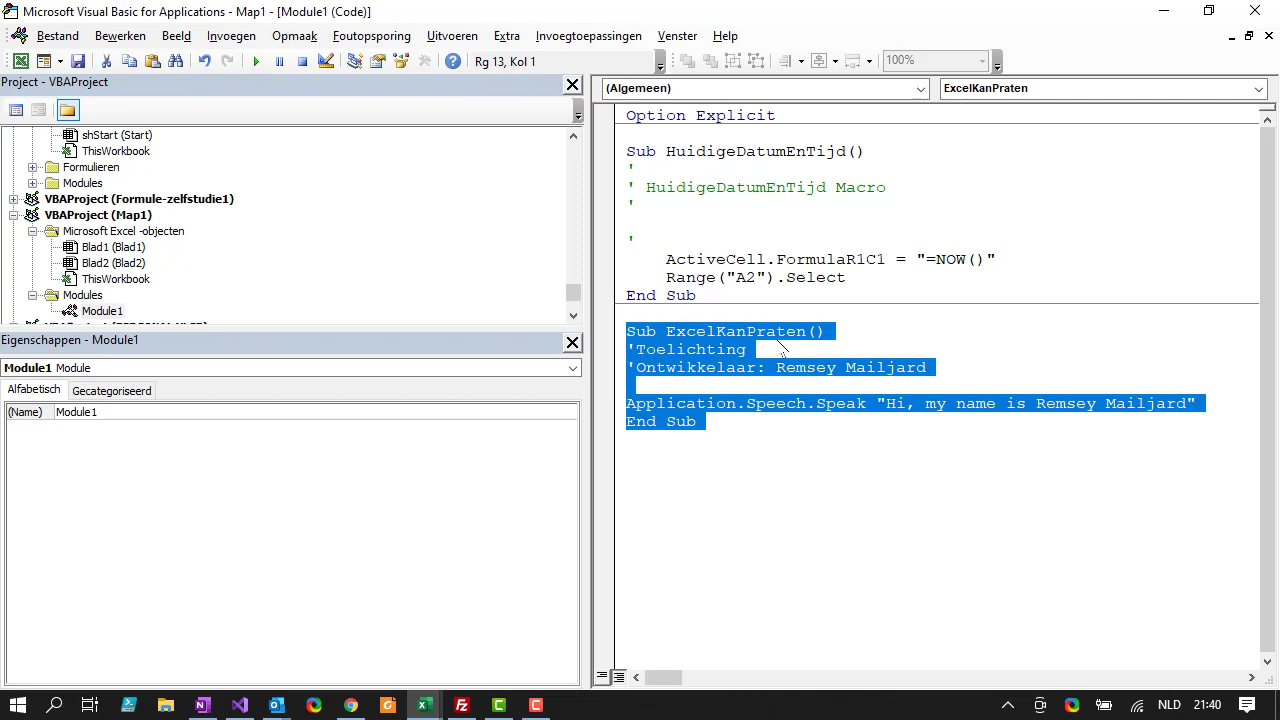 Microsoft Visual Basic for Applications - Map1 - [Module1 (Code)]
Bestand Bewerken Beeld Invoegen Opmaak Foutopsporing Uitvoeren Extra Invoegtoepassingen Venster Help
Rg 13, Kol 1
100%
Project - VBAProject
shStart (Start)
ThisWorkbook
Formulieren
Modules
VBAProject (Formule-zelfstudie1)
VBAProject (Map1)
Microsoft Excel -objecten
Blad1 (Blad1)
Blad2 (Blad2)
ThisWorkbook
Modules
Module1
Eigenschappen - Module1
Module1 Module
Alfabetisch Gecategoriseerd
(Name) Module1
(Algemeen) ExcelKanPraten
Option Explicit
Sub HuidigeDatumEnTijd()
'
' HuidigeDatumEnTijd Macro
'
'
ActiveCell.FormulaR1C1 = "=NOW()"
Range("A2").Select
End Sub
Sub ExcelKanPraten()
'Toelichting
'Ontwikkelaar: Remsey Mailjard
Application.Speech.Speak "Hi, my name is Remsey Mailjard"
End Sub
NLD 21:40